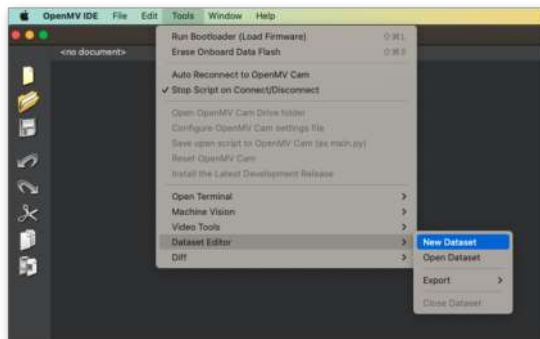 OpenMV IDE File Edit Tools Window Help
<no document>
Run Bootloader (Load Firmware) ⇧⌘L
Erase Onboard Data Flash
Auto Reconnect to OpenMV Cam
✓ Stop Script on Connect/Disconnect
Open OpenMV Cam Drive folder
Configure OpenMV Cam settings file
Save open script to OpenMV Cam (as main.py)
Reset OpenMV Cam
Install the Latest Development Release
Open Terminal >
Machine Vision >
Video Tools >
Dataset Editor >
Diff >
New Dataset
Open Dataset
Export >
Close Dataset